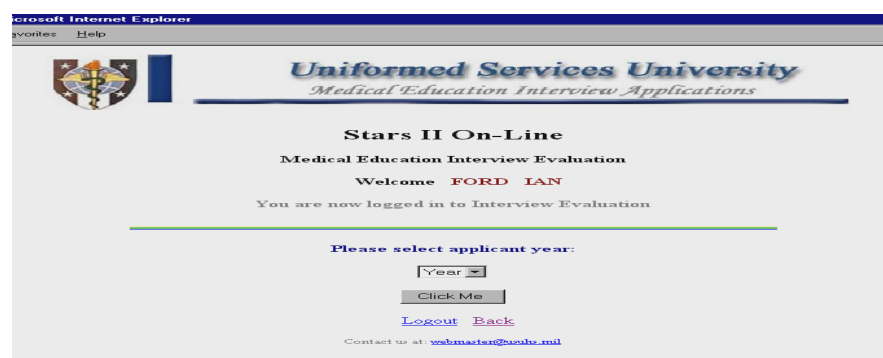 icrosoft Internet Explorer
avorites Help
Uniformed Services University
Medical Education Interview Applications
Stars II On-Line
Medical Education Interview Evaluation
Welcome FORD IAN
You are now logged in to Interview Evaluation
Please select applicant year:
Year
Click Me
Logout Back
Contact us at: webmaster@usuhs.mil